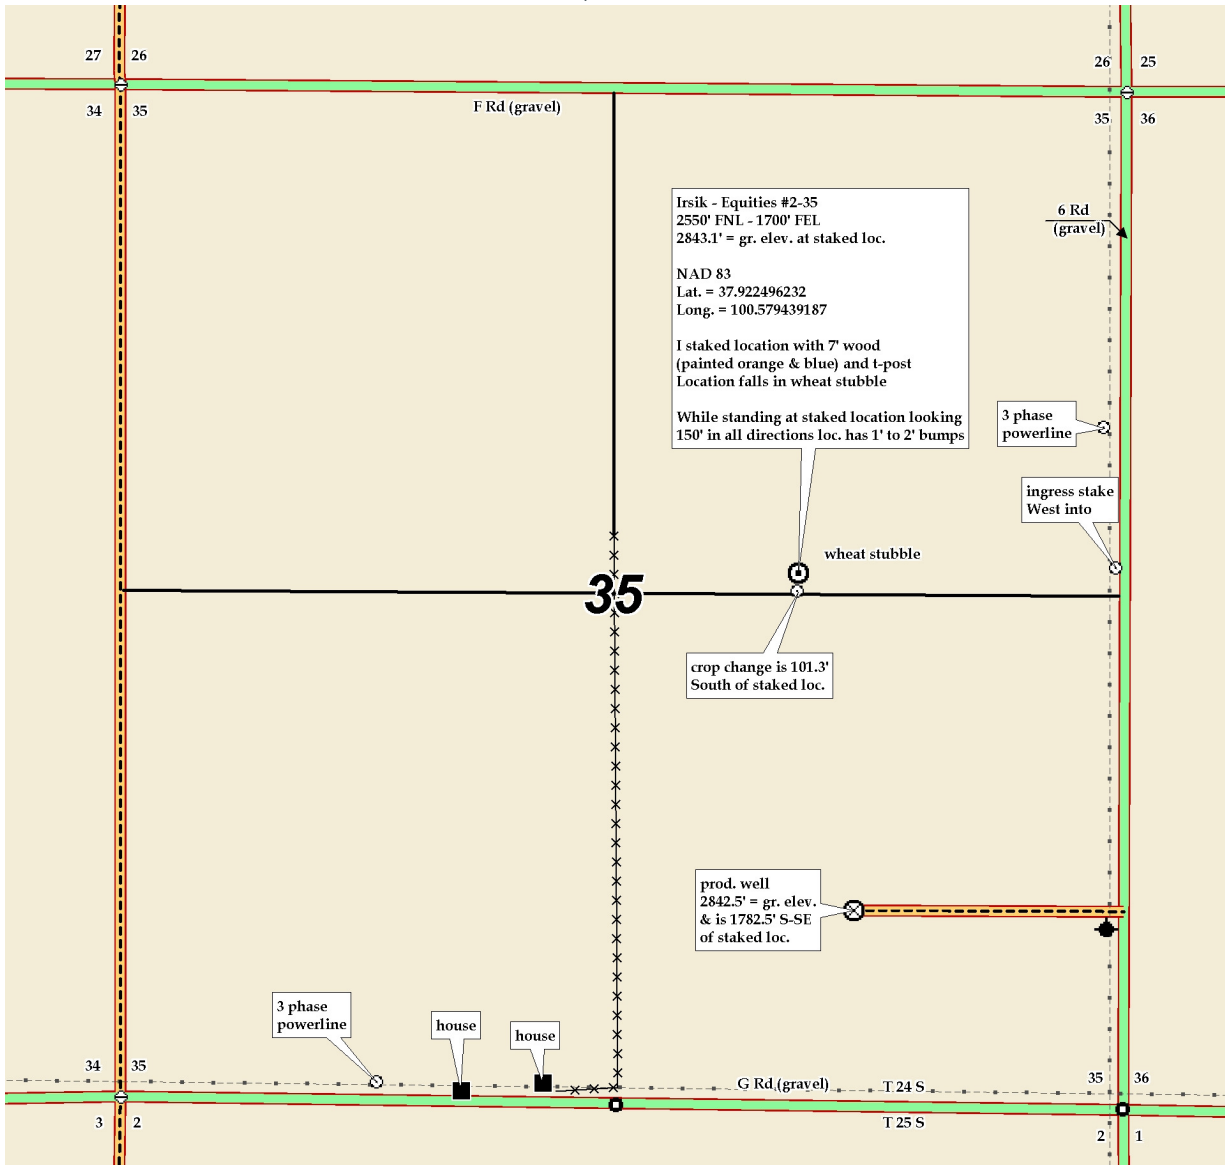 27 26
26 25
34 35
F Rd (gravel)
35 36
Irsik - Equities #2-35
2550' FNL - 1700' FEL
2843.1' = gr. elev. at staked loc.
NAD 83
Lat. = 37.922496232
Long. = 100.579439187
I staked location with 7' wood
(painted orange & blue) and t-post
Location falls in wheat stubble
While standing at staked location looking
150' in all directions loc. has 1' to 2' bumps
6 Rd
(gravel)
3 phase
powerline
ingress stake
West into
wheat stubble
35
crop change is 101.3'
South of staked loc.
prod. well
2842.5' = gr. elev.
& is 1782.5' S-SE
of staked loc.
3 phase
powerline
house
house
34 35
G Rd (gravel)
T 24 S
35 36
3 2
T 25 S
2 1